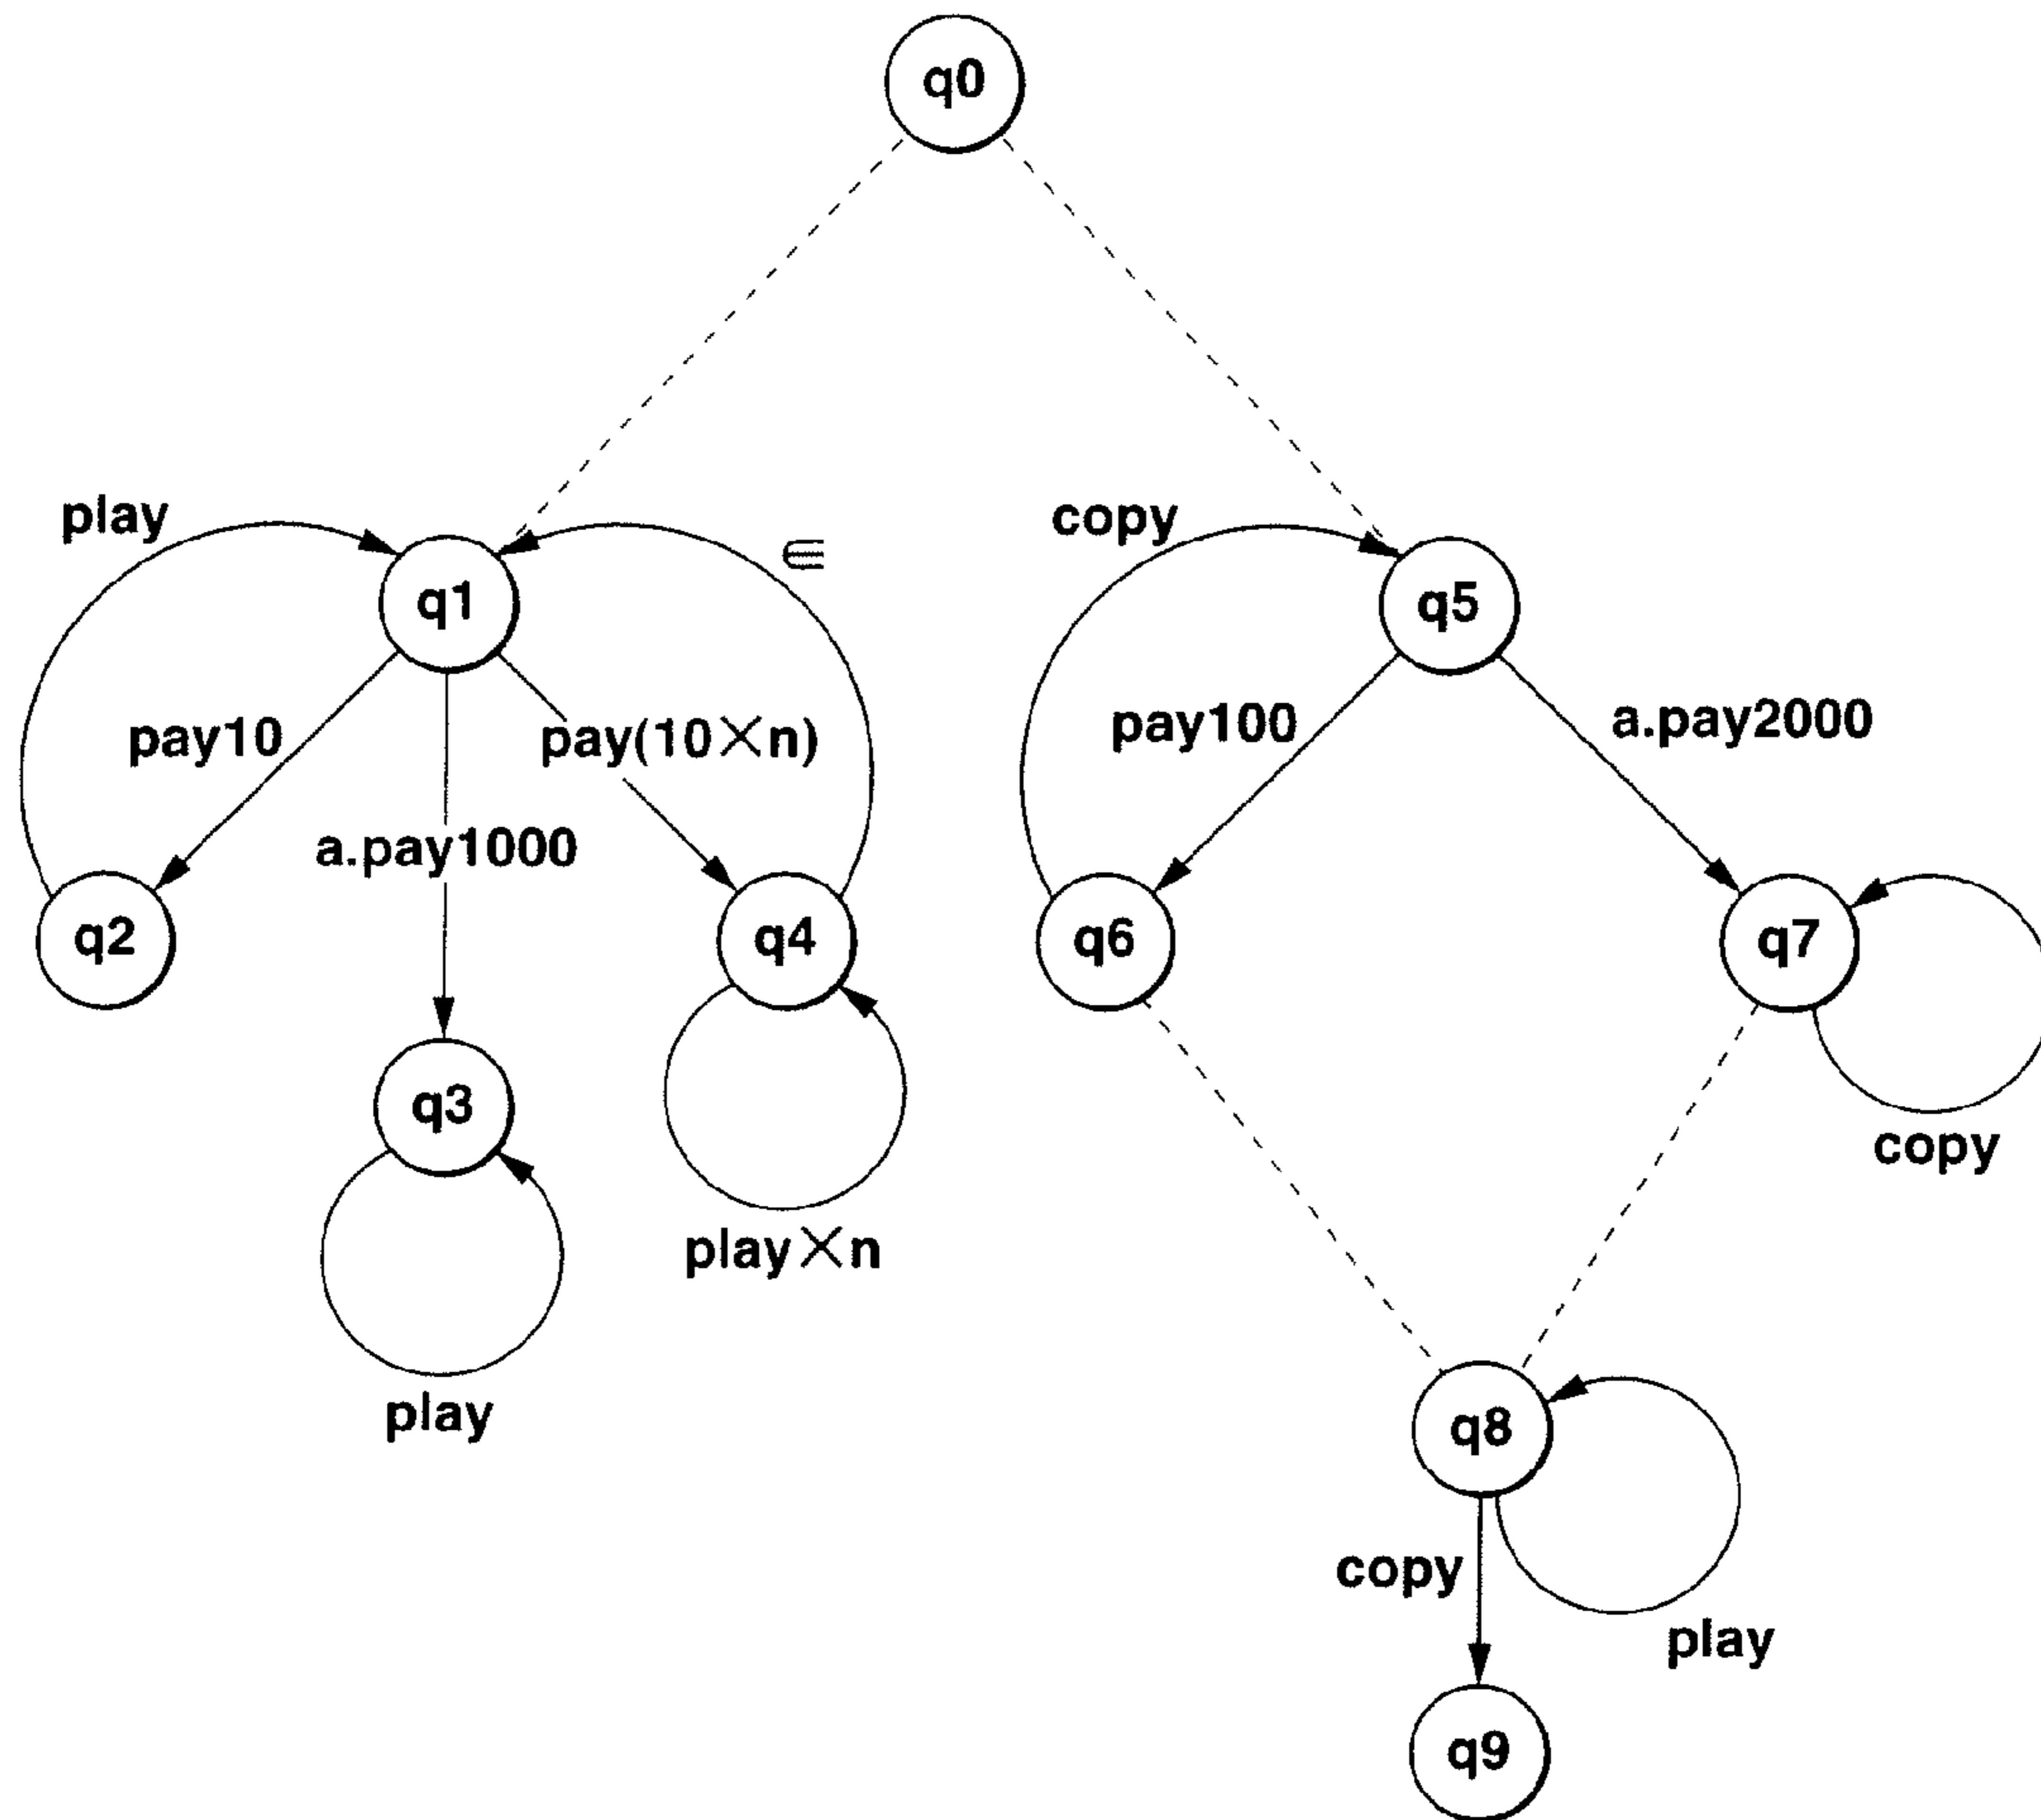 q0
play
∈
copy
q1
q5
pay10
pay(10×n)
pay100
a.pay2000
a.pay1000
q2
q4
q6
q7
q3
copy
play×n
play
q8
copy
play
q9